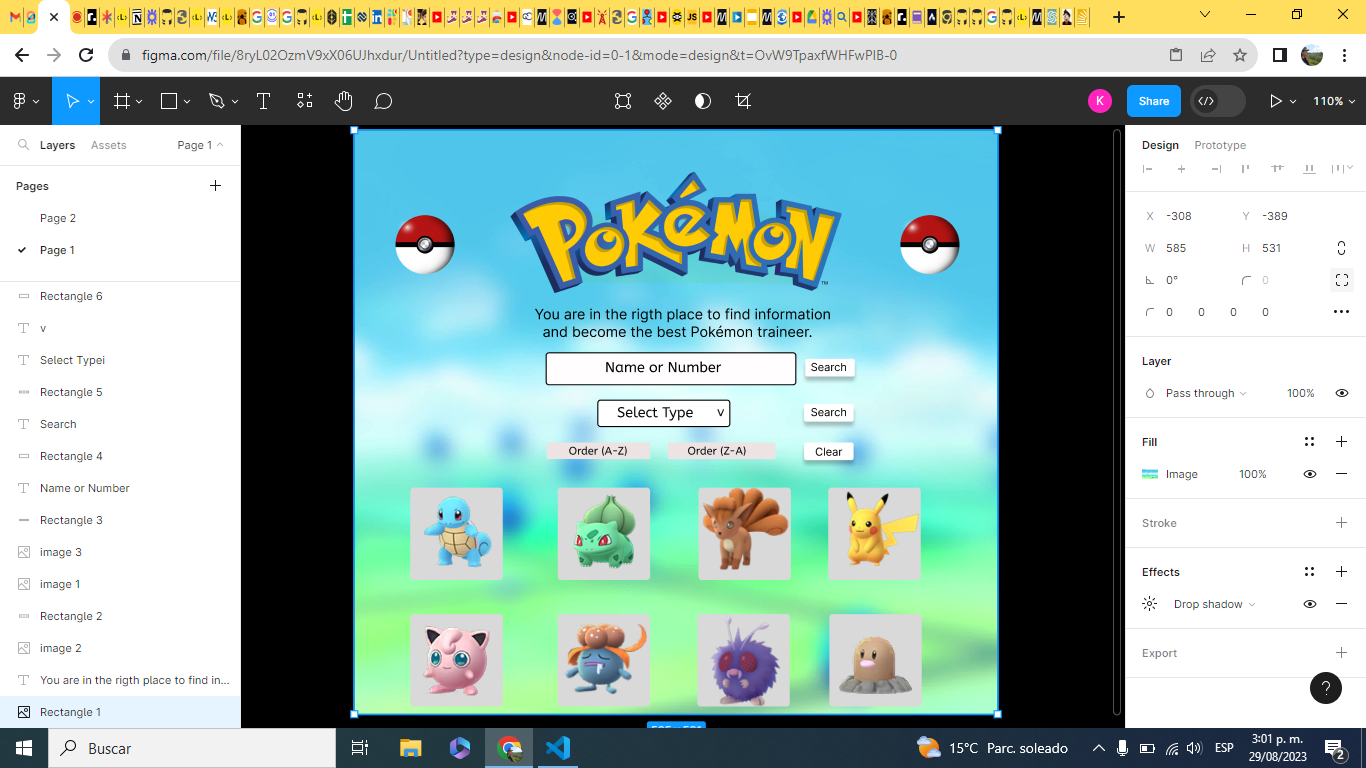 figma.com/file/8ryL02OzmV9xX06UJhxdur/Untitled?type=design&node-id=0-1&mode=design&t=OvW9TpaxfWHFwPlB-0
K
Share
110%
Layers
Assets
Page 1
Pages
Page 2
Page 1
Rectangle 6
v
Select Typei
Rectangle 5
Search
Rectangle 4
Name or Number
Rectangle 3
image 3
image 1
Rectangle 2
image 2
You are in the rigth place to find in...
Rectangle 1
POKéMON
TM
You are in the rigth place to find information
and become the best Pokémon traineer.
Name or Number
Search
Select Type
v
Search
Order (A-Z)
Order (Z-A)
Clear
Design
Prototype
X -308
Y -389
W 585
H 531
0°
0
0 0 0 0
Layer
Pass through
100%
Fill
Image
100%
Stroke
Effects
Drop shadow
Export
?
Buscar
15°C Parc. soleado
ESP
3:01 p. m.
29/08/2023
2